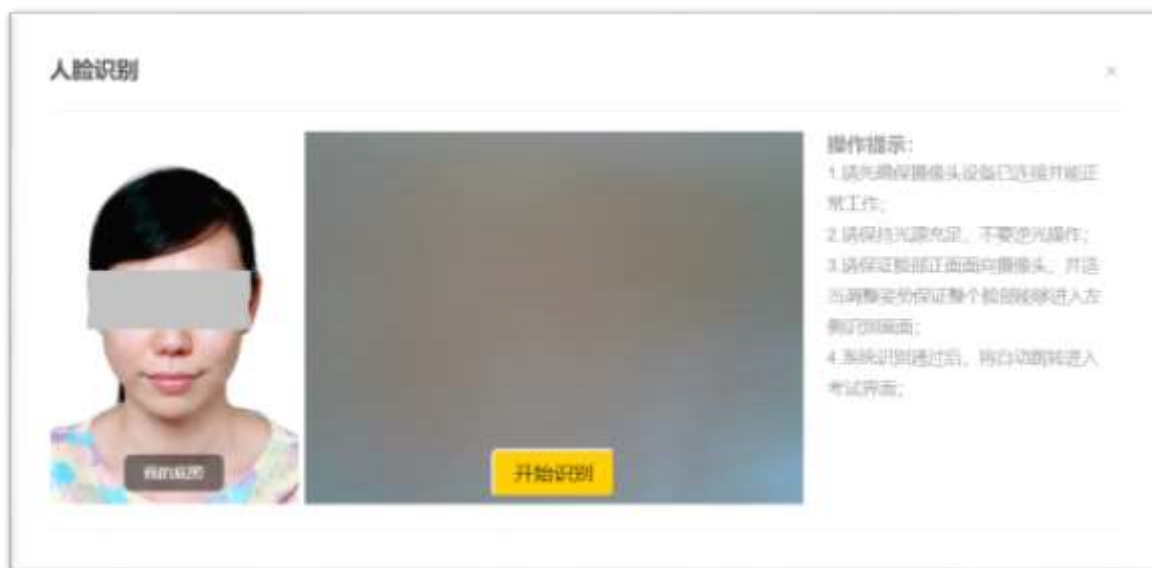 人脸识别
×
我的底图
开始识别
操作提示：
1.请先确保摄像头设备已连接并能正
常工作；
2.请保持光源充足，不要逆光操作；
3.请保证脸部正面面向摄像头，并适
当调整姿势保证整个脸部能够进入左
侧识别画面；
4.系统识别通过后，将自动跳转进入
考试界面；